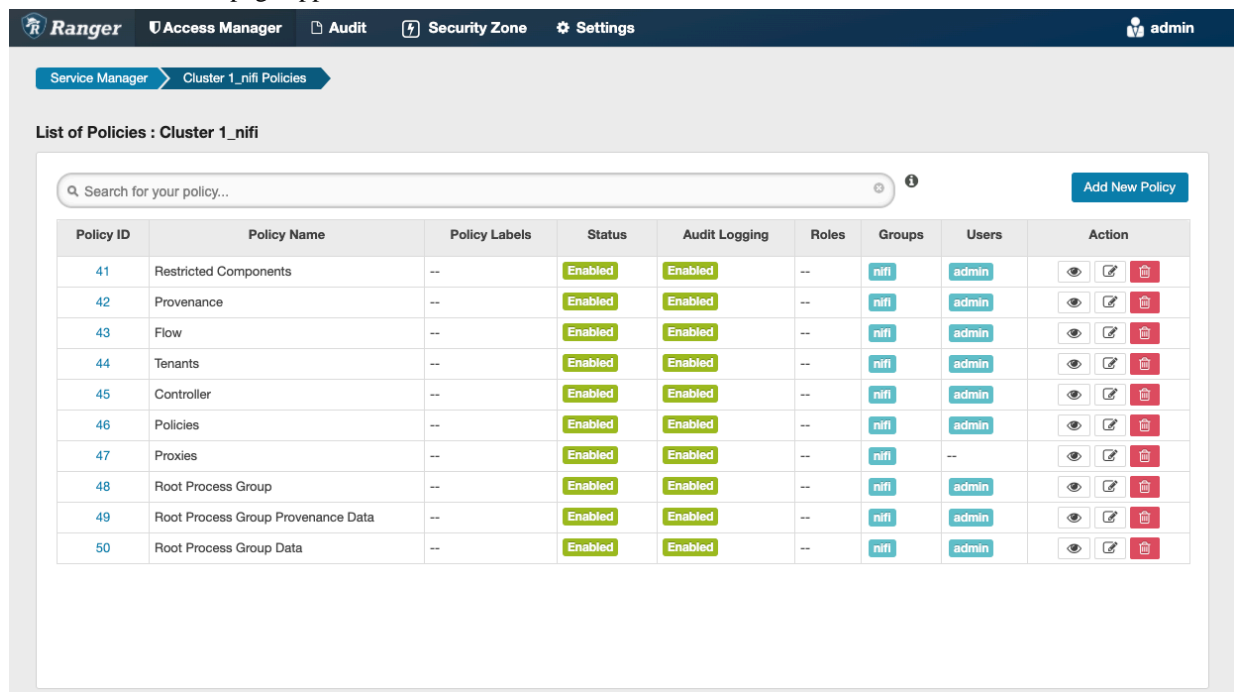 Ranger Access Manager Audit Security Zone Settings admin
Service Manager Cluster 1_nifi Policies
List of Policies : Cluster 1_nifi
Search for your policy... Add New Policy
Policy ID Policy Name Policy Labels Status Audit Logging Roles Groups Users Action
41 Restricted Components -- Enabled Enabled -- nifi admin
42 Provenance -- Enabled Enabled -- nifi admin
43 Flow -- Enabled Enabled -- nifi admin
44 Tenants -- Enabled Enabled -- nifi admin
45 Controller -- Enabled Enabled -- nifi admin
46 Policies -- Enabled Enabled -- nifi admin
47 Proxies -- Enabled Enabled -- nifi --
48 Root Process Group -- Enabled Enabled -- nifi admin
49 Root Process Group Provenance Data -- Enabled Enabled -- nifi admin
50 Root Process Group Data -- Enabled Enabled -- nifi admin